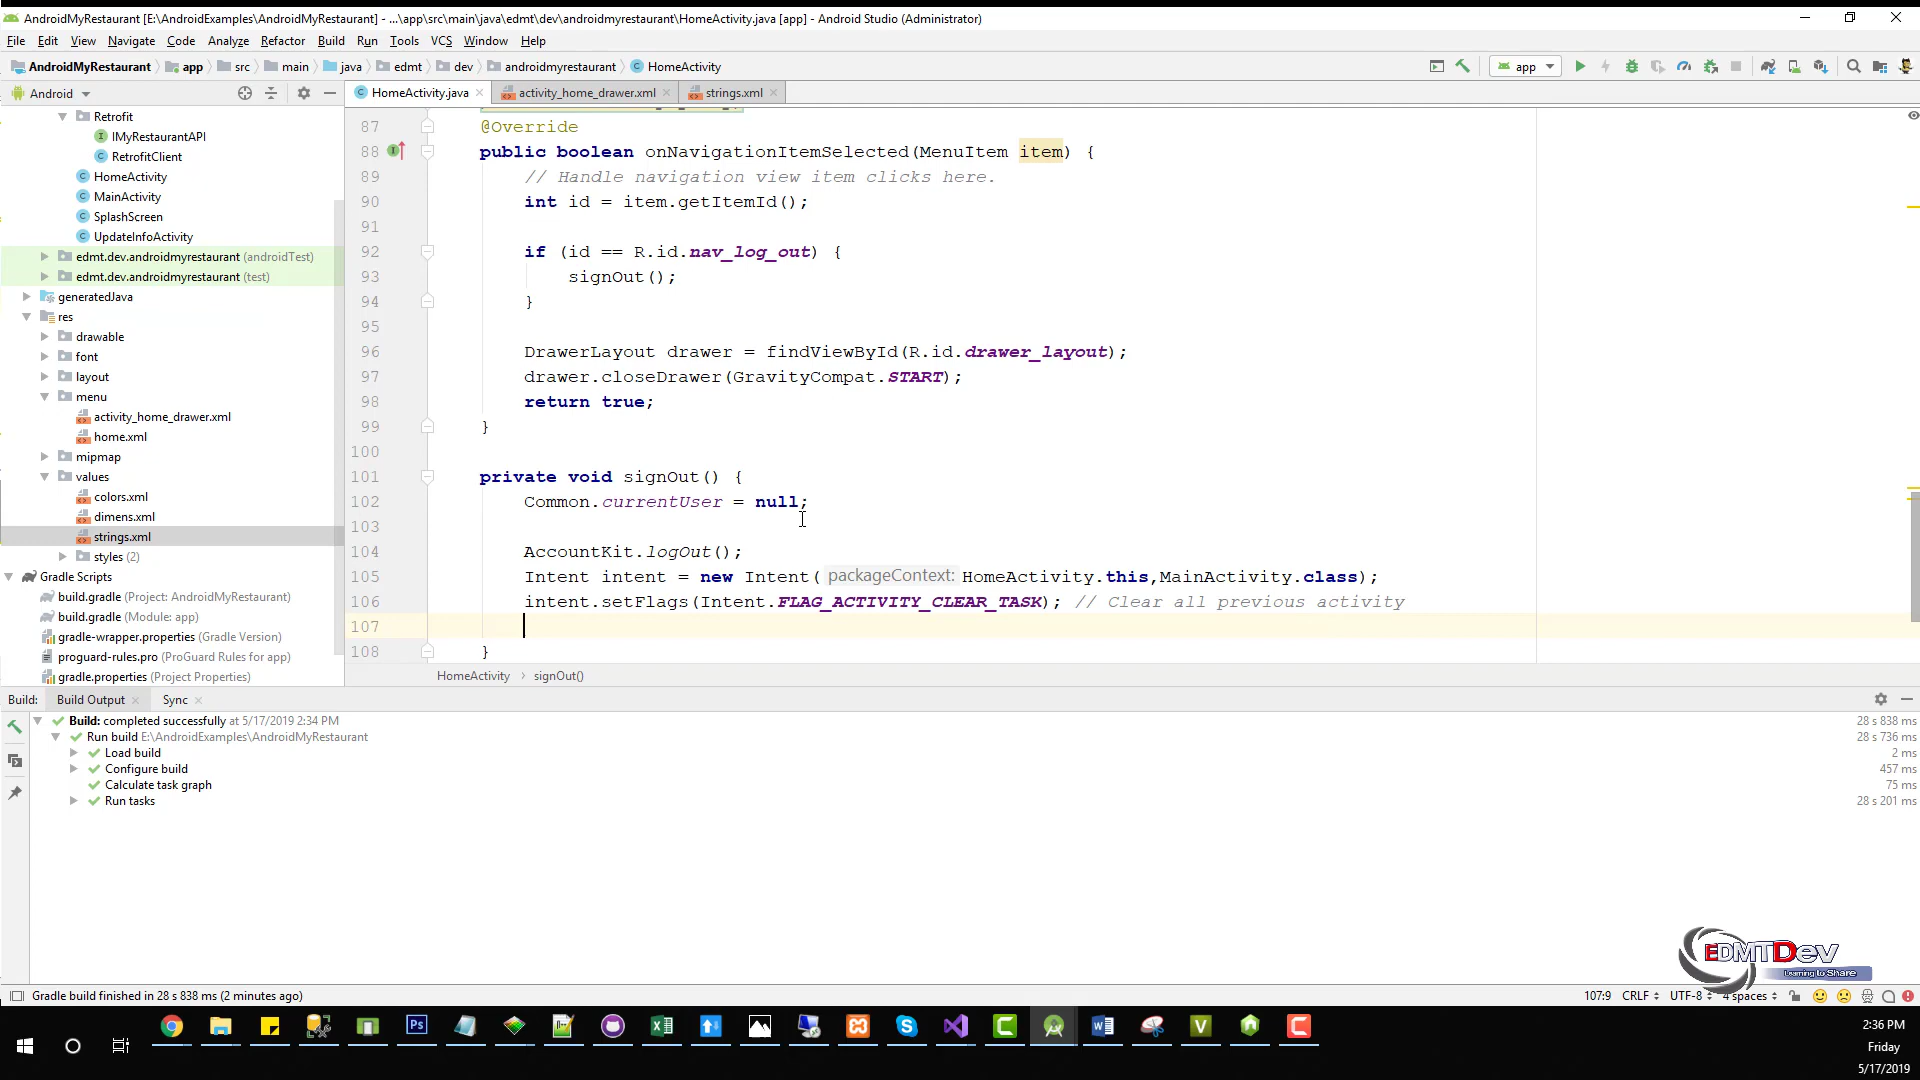 AndroidMyRestaurant [E:\AndroidExamples\AndroidMyRestaurant] - ...\app\src\main\java\edmt\dev\androidmyrestaurant\HomeActivity.java [app] - Android Studio (Administrator)
File Edit View Navigate Code Analyze Refactor Build Run Tools VCS Window Help
AndroidMyRestaurant app src main java edmt dev androidmyrestaurant HomeActivity
app
Android
HomeActivity.java activity_home_drawer.xml strings.xml
Retrofit
IMyRestaurantAPI
RetrofitClient
HomeActivity
MainActivity
SplashScreen
UpdateInfoActivity
edmt.dev.androidmyrestaurant (androidTest)
edmt.dev.androidmyrestaurant (test)
generatedJava
res
drawable
font
layout
menu
activity_home_drawer.xml
home.xml
mipmap
values
colors.xml
dimens.xml
strings.xml
styles (2)
Gradle Scripts
build.gradle (Project: AndroidMyRestaurant)
build.gradle (Module: app)
gradle-wrapper.properties (Gradle Version)
proguard-rules.pro (ProGuard Rules for app)
gradle.properties (Project Properties)
87 @Override
88 public boolean onNavigationItemSelected(MenuItem item) {
89 // Handle navigation view item clicks here.
90 int id = item.getItemId();
91
92 if (id == R.id.nav_log_out) {
93 signOut();
94 }
95
96 DrawerLayout drawer = findViewById(R.id.drawer_layout);
97 drawer.closeDrawer(GravityCompat.START);
98 return true;
99 }
100
101 private void signOut() {
102 Common.currentUser = null;
103
104 AccountKit.logOut();
105 Intent intent = new Intent( packageContext: HomeActivity.this,MainActivity.class);
106 intent.setFlags(Intent.FLAG_ACTIVITY_CLEAR_TASK); // Clear all previous activity
107
108 }
HomeActivity › signOut()
Build: Build Output Sync
Build: completed successfully at 5/17/2019 2:34 PM 28 s 838 ms
Run build E:\AndroidExamples\AndroidMyRestaurant 28 s 736 ms
Load build 2 ms
Configure build 457 ms
Calculate task graph 75 ms
Run tasks 28 s 201 ms
EDMTDev
Learning to Share
Gradle build finished in 28 s 838 ms (2 minutes ago) 107:9 CRLF UTF-8 4 spaces
2:36 PM
Friday
5/17/2019